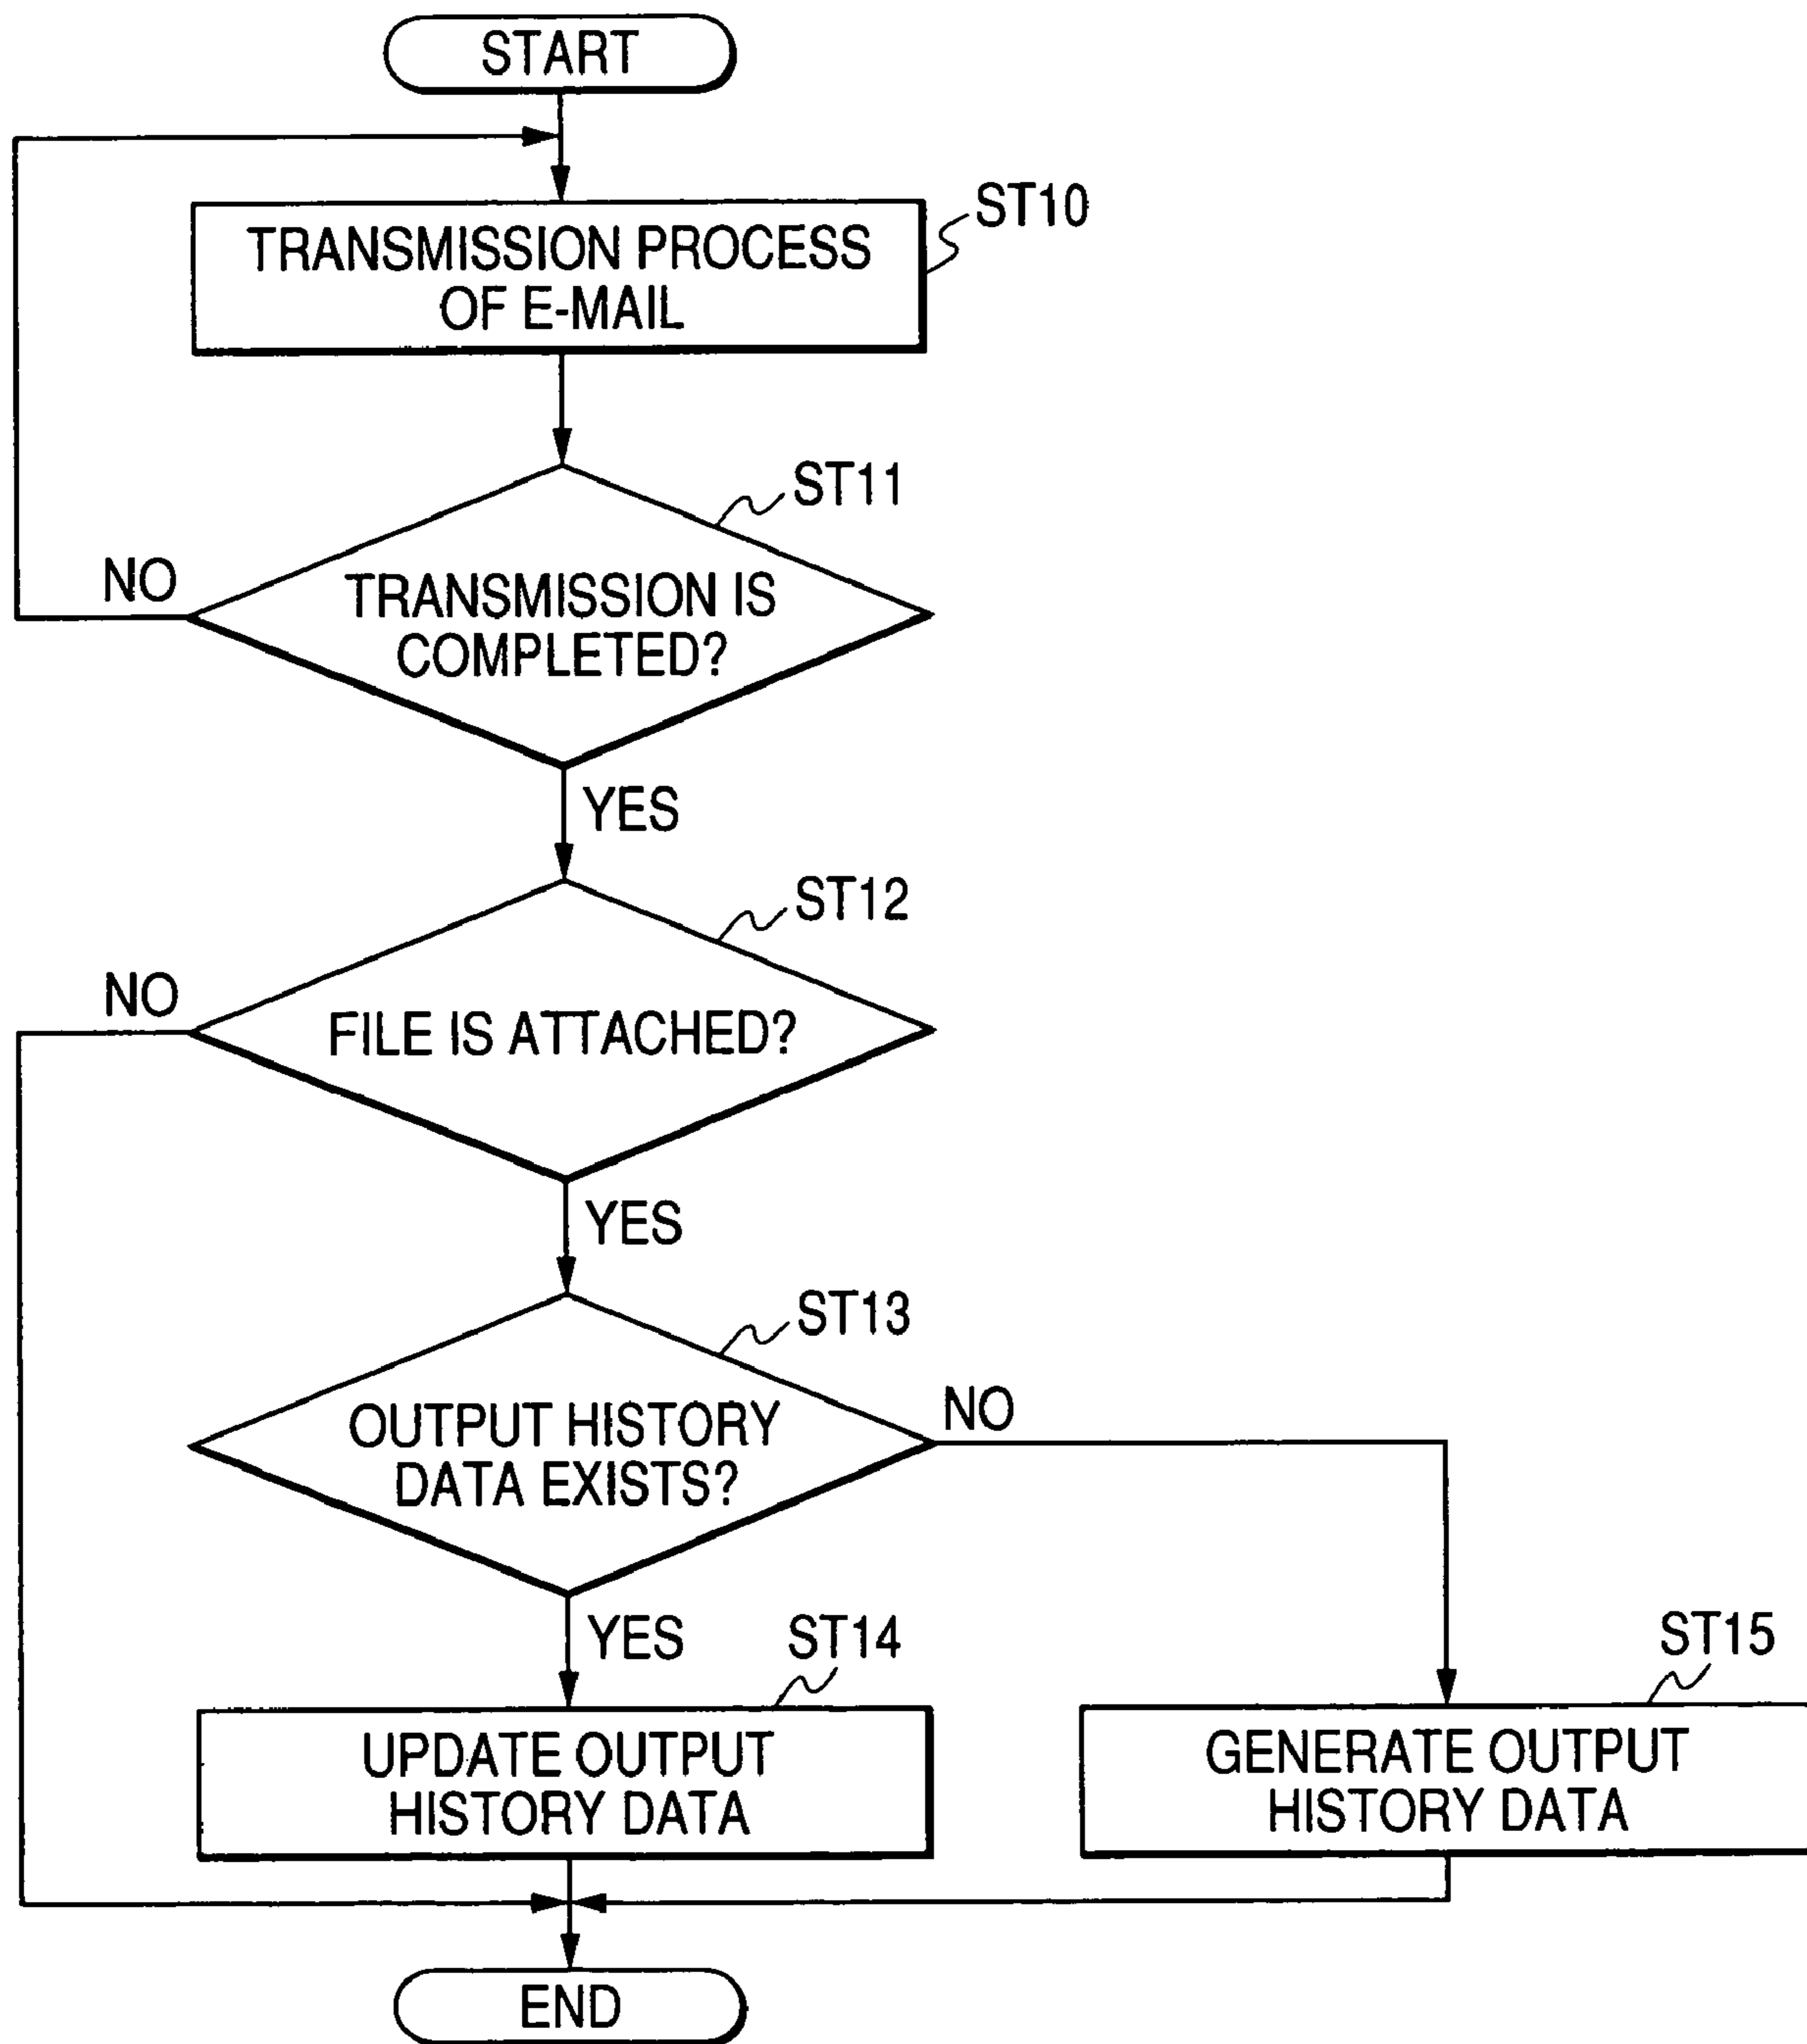 START
TRANSMISSION PROCESS
OF E-MAIL
ST10
ST11
NO
TRANSMISSION IS
COMPLETED?
YES
ST12
NO
FILE IS ATTACHED?
YES
ST13
NO
OUTPUT HISTORY
DATA EXISTS?
YES
ST14
ST15
UPDATE OUTPUT
HISTORY DATA
GENERATE OUTPUT
HISTORY DATA
END